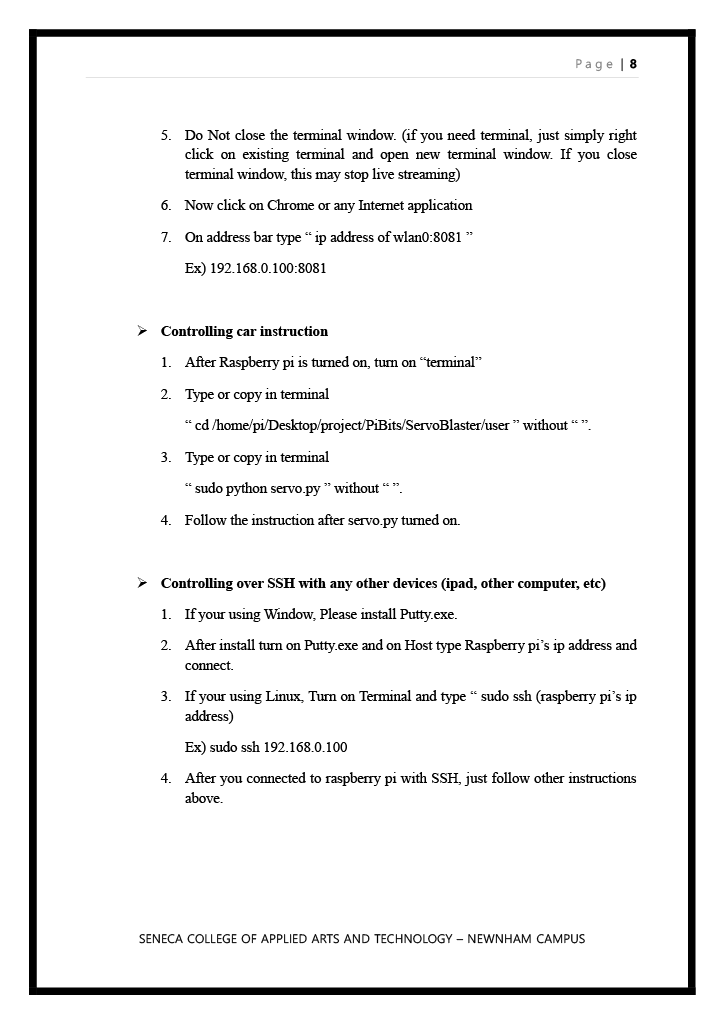 Page | 8
5. Do Not close the terminal window. (if you need terminal, just simply right
click on existing terminal and open new terminal window. If you close
terminal window, this may stop live streaming)
6. Now click on Chrome or any Internet application
7. On address bar type “ ip address of wlan0:8081 ”
Ex) 192.168.0.100:8081
➢ Controlling car instruction
1. After Raspberry pi is turned on, turn on “terminal”
2. Type or copy in terminal
“ cd /home/pi/Desktop/project/PiBits/ServoBlaster/user ” without “ ”.
3. Type or copy in terminal
“ sudo python servo.py ” without “ ”.
4. Follow the instruction after servo.py turned on.
➢ Controlling over SSH with any other devices (ipad, other computer, etc)
1. If your using Window, Please install Putty.exe.
2. After install turn on Putty.exe and on Host type Raspberry pi’s ip address and
connect.
3. If your using Linux, Turn on Terminal and type “ sudo ssh (raspberry pi’s ip
address)
Ex) sudo ssh 192.168.0.100
4. After you connected to raspberry pi with SSH, just follow other instructions
above.
SENECA COLLEGE OF APPLIED ARTS AND TECHNOLOGY – NEWNHAM CAMPUS